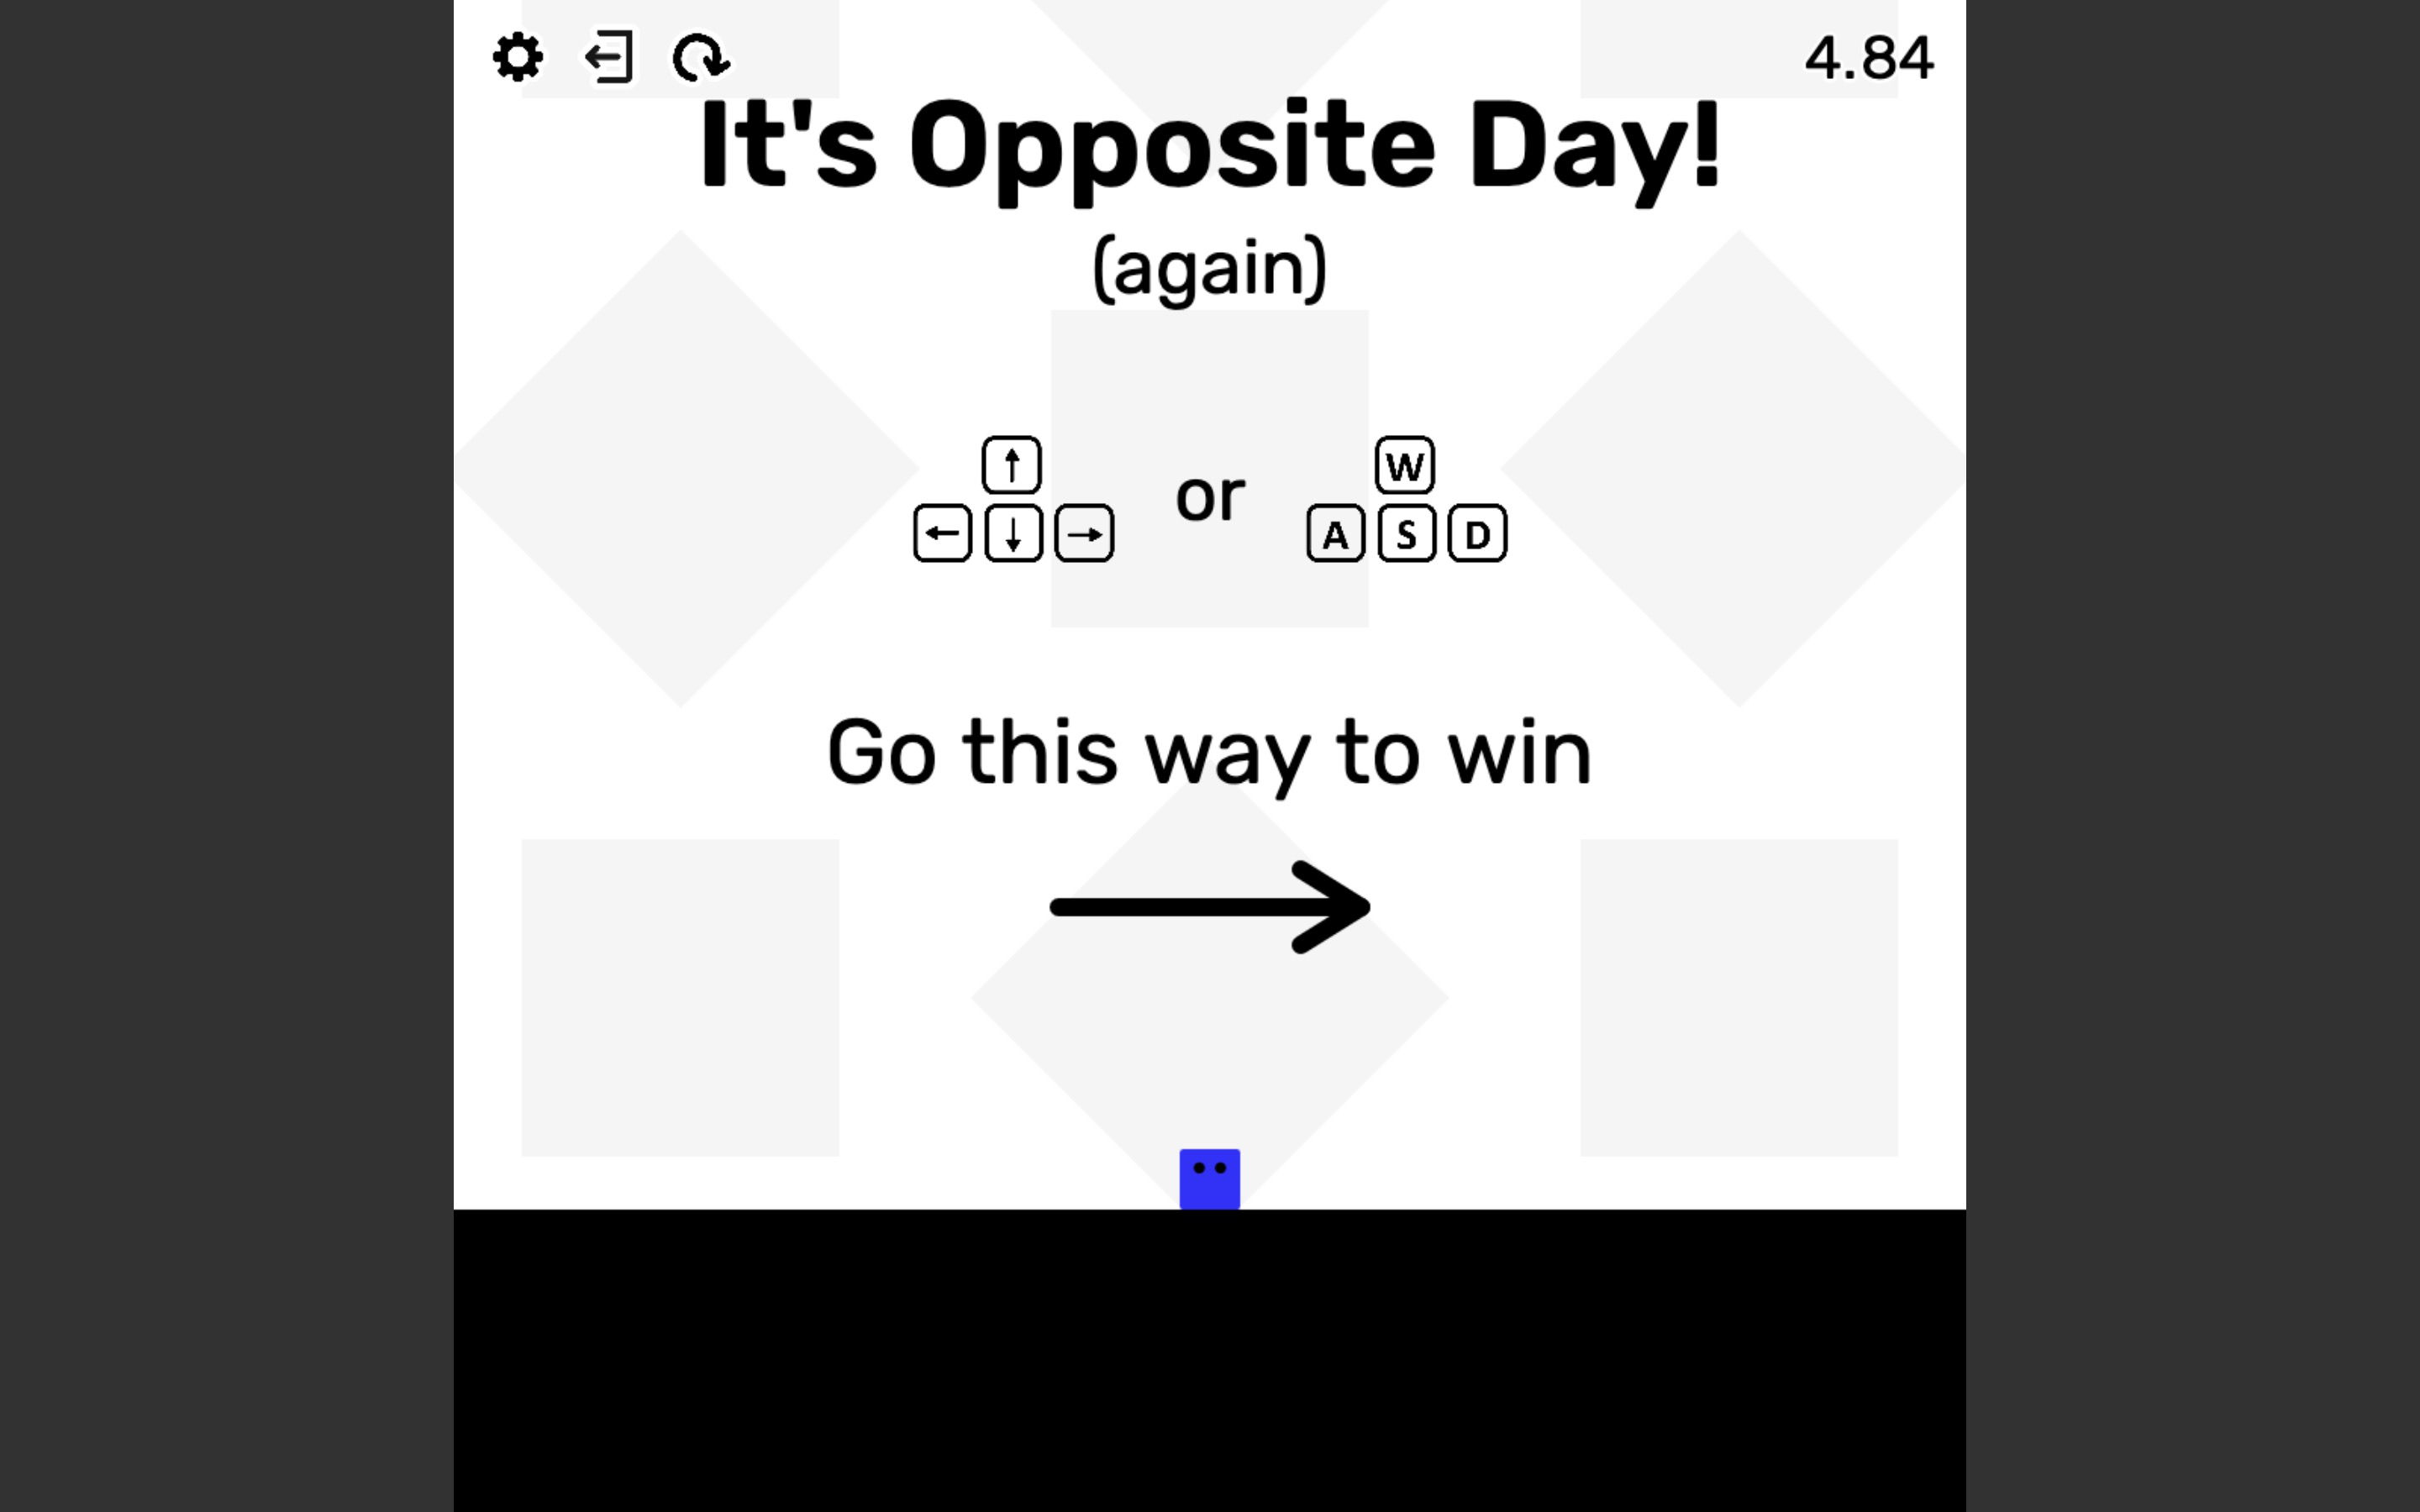 4.84
It's Opposite Day!
(again)
↑ W
← ↓ → or A S D
Go this way to win